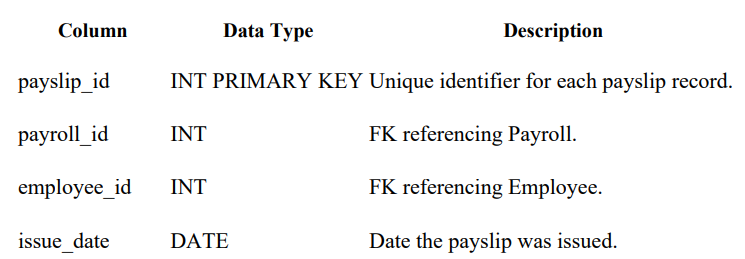 Column Data Type Description
payslip_id INT PRIMARY KEY Unique identifier for each payslip record.
payroll_id INT FK referencing Payroll.
employee_id INT FK referencing Employee.
issue_date DATE Date the payslip was issued.